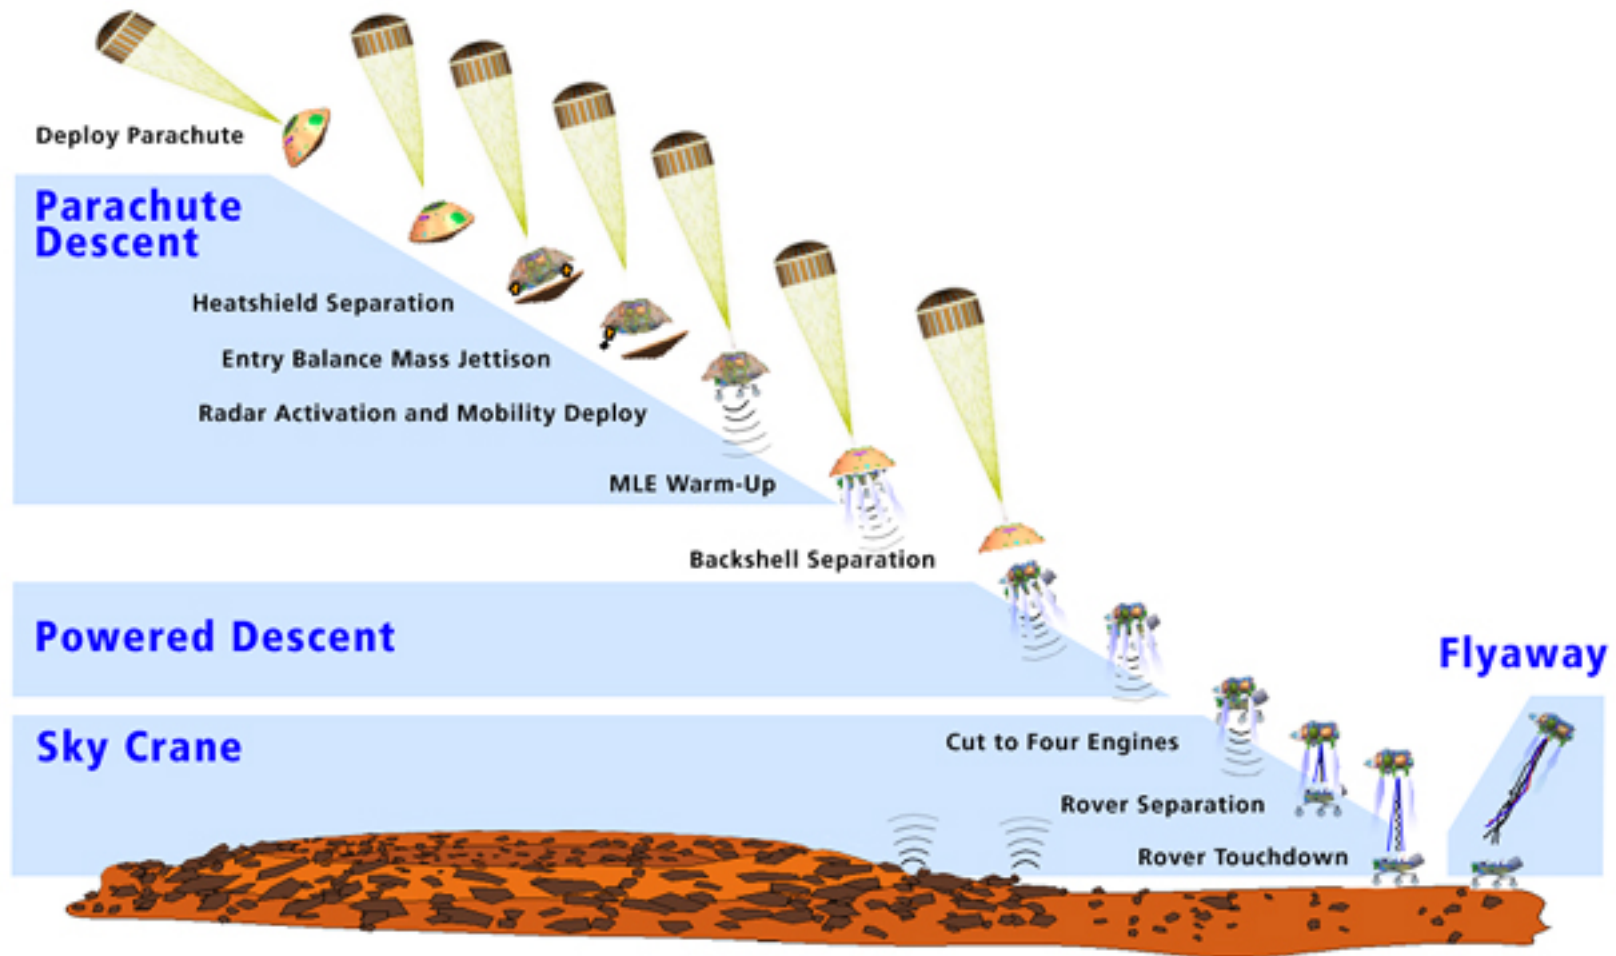 Deploy Parachute
Parachute
Descent
Heatshield Separation
Entry Balance Mass Jettison
Radar Activation and Mobility Deploy
MLE Warm-Up
Backshell Separation
Powered Descent
Flyaway
Sky Crane
Cut to Four Engines
Rover Separation
Rover Touchdown